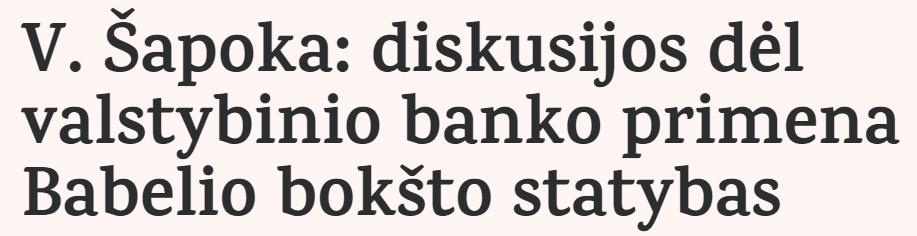 V. Šapoka: diskusijos dėl
valstybinio banko primena
Babelio bokšto statybas